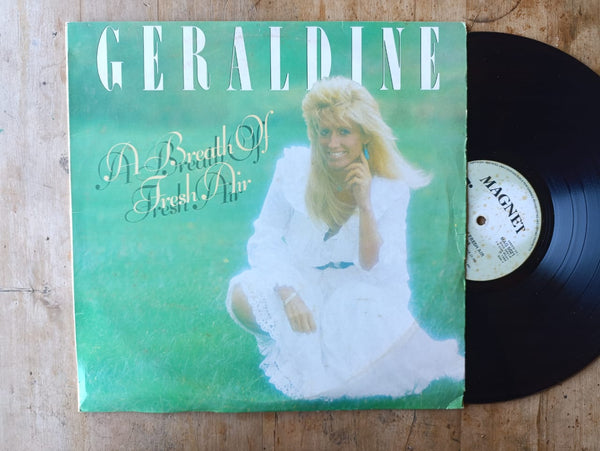 GERALDINE
A Breath Of
Fresh Air
MAGNET